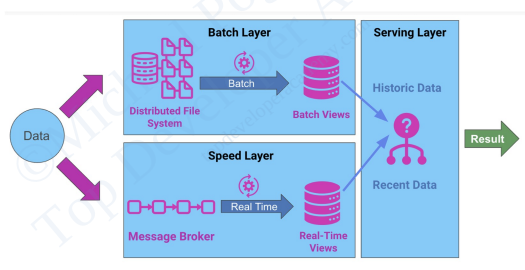 Batch Layer
Serving Layer
Batch
Historic Data
Distributed File
System
Batch Views
Data
?
Result
Speed Layer
Real Time
Recent Data
Message Broker
Real-Time
Views